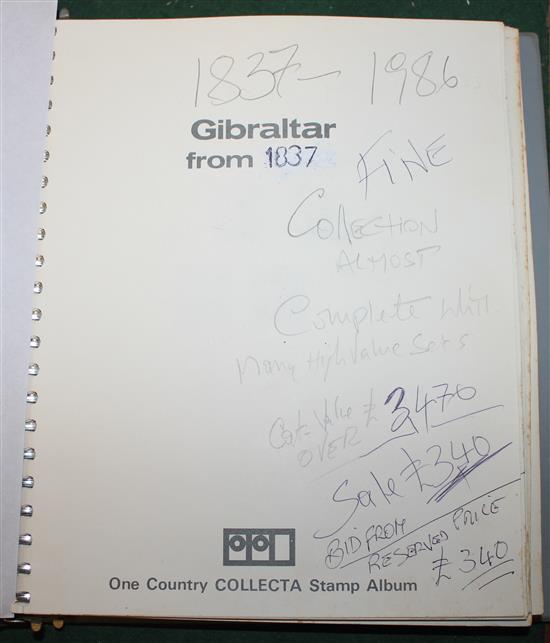 1837 - 1986
Gibraltar
from 1837
FINE
Collection
ALMOST
Complete with
Many High Value Sets
Cat. Value £3470
OVER
Sale £340
BID FROM
RESERVED PRICE
£340
One Country COLLECTA Stamp Album